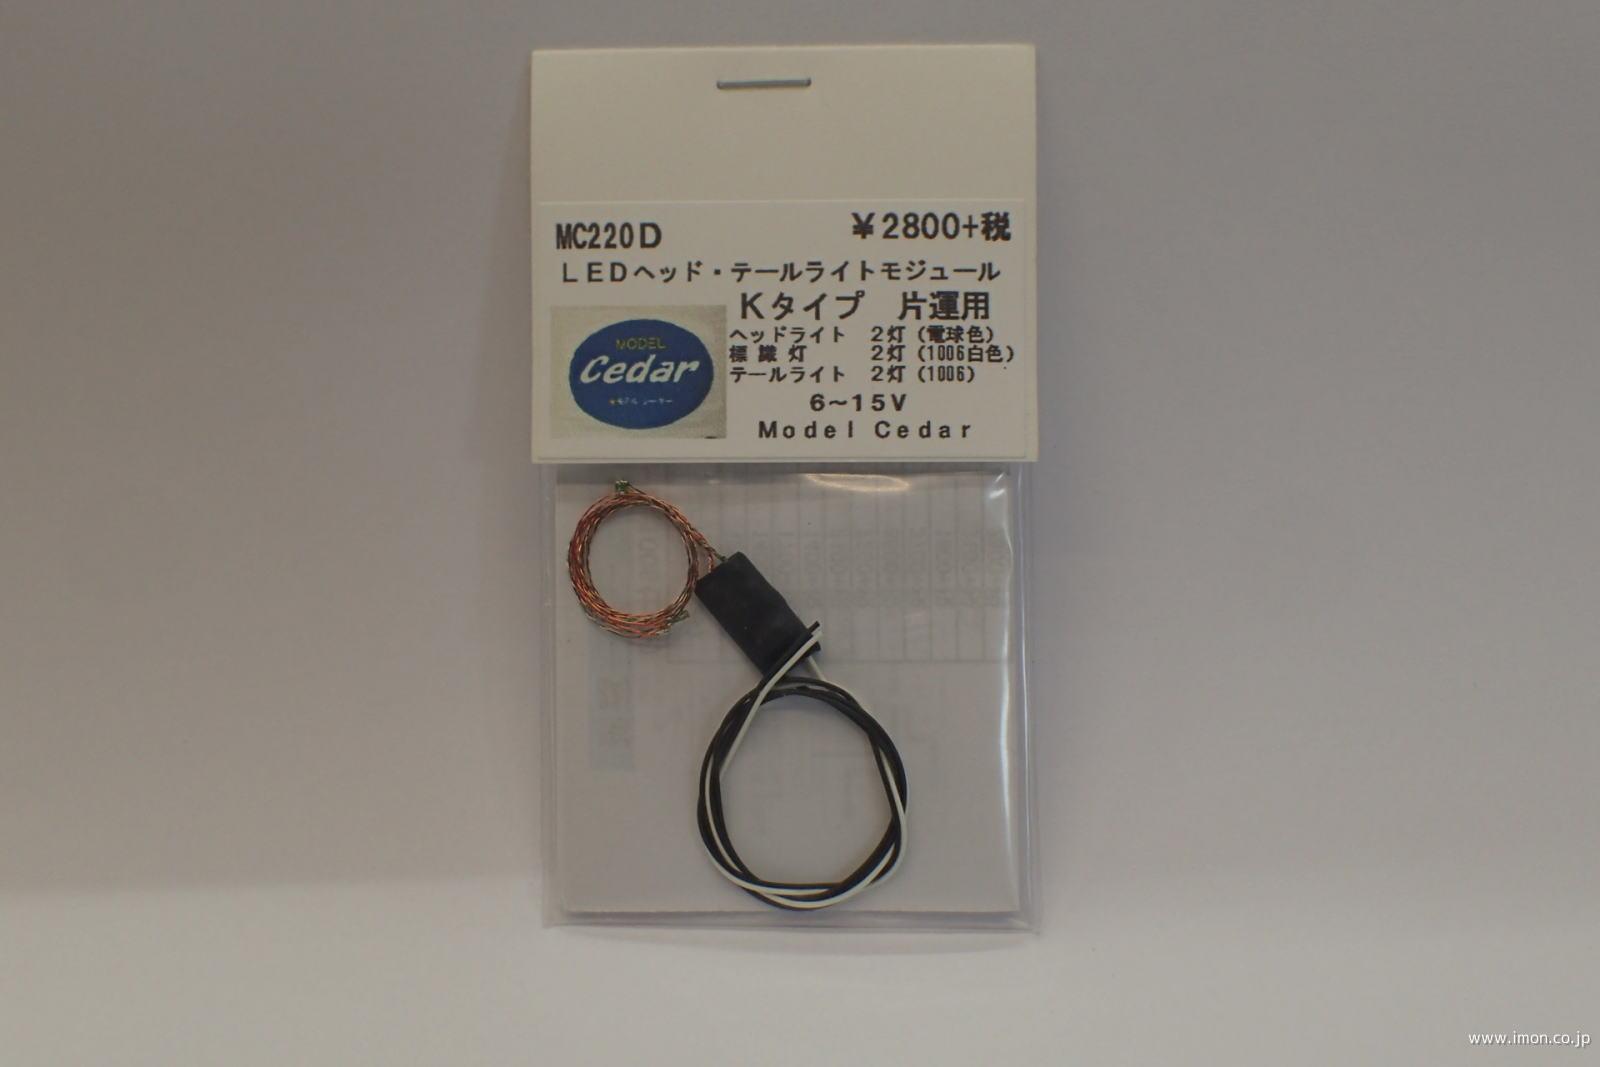 MC220D ¥2800+税
LEDヘッド・テールライトモジュール
Kタイプ 片運用
ヘッドライト 2灯(電球色)
標識灯 2灯(1006白色)
テールライト 2灯(1006)
6~15V
Model Cedar
MODEL
Cedar
www.imon.co.jp